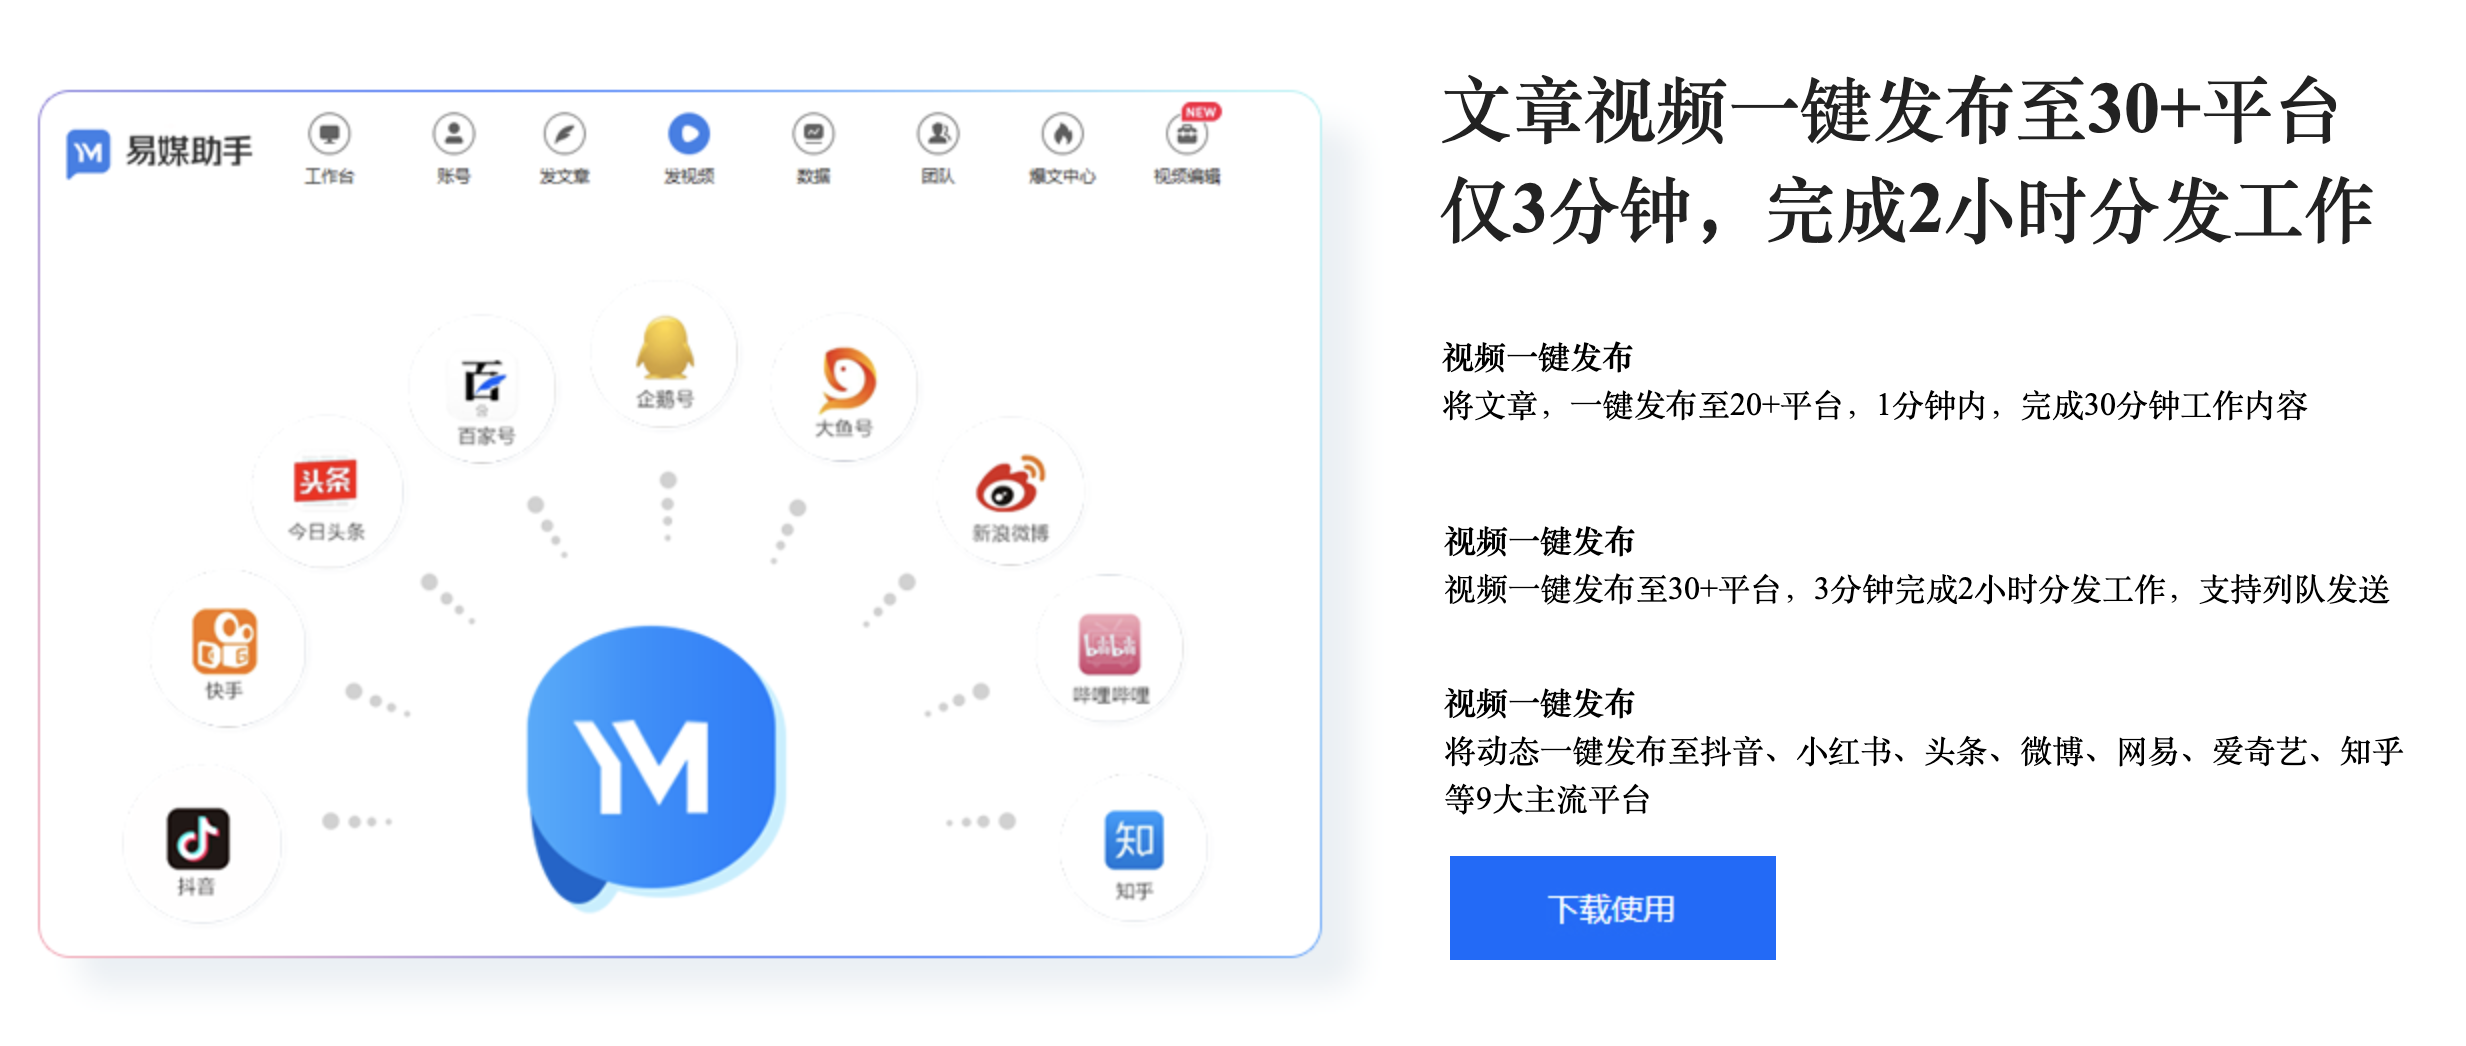 YM 易媒助手
工作台 账号 发文章 发视频 数据 团队 爆文中心 视频编辑
NEW
企鹅号
百家号
大鱼号
头条
今日头条
新浪微博
快手
bilibili
哔哩哔哩
YM
抖音
知
知乎
文章视频一键发布至30+平台
仅3分钟，完成2小时分发工作
视频一键发布
将文章，一键发布至20+平台，1分钟内，完成30分钟工作内容
视频一键发布
视频一键发布至30+平台，3分钟完成2小时分发工作，支持列队发送
视频一键发布
将动态一键发布至抖音、小红书、头条、微博、网易、爱奇艺、知乎
等9大主流平台
下载使用